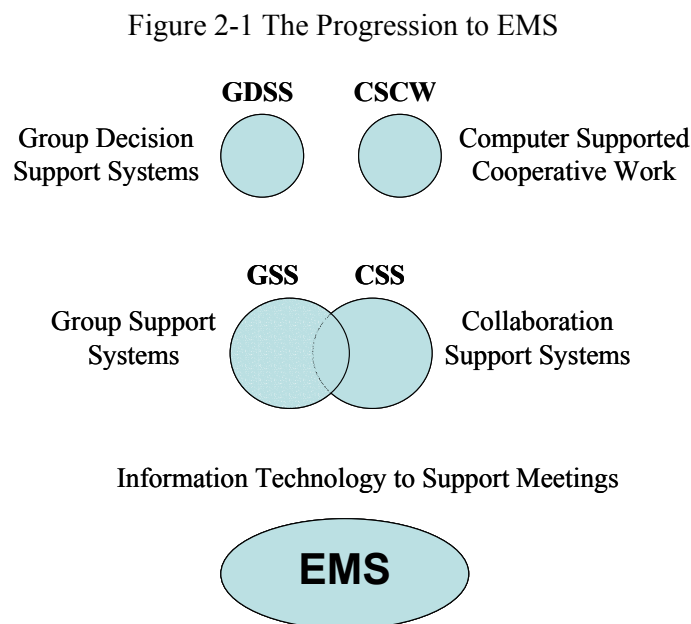 Figure 2-1 The Progression to EMS
GDSS
CSCW
Group Decision
Support Systems
Computer Supported
Cooperative Work
GSS
CSS
Group Support
Systems
Collaboration
Support Systems
Information Technology to Support Meetings
EMS